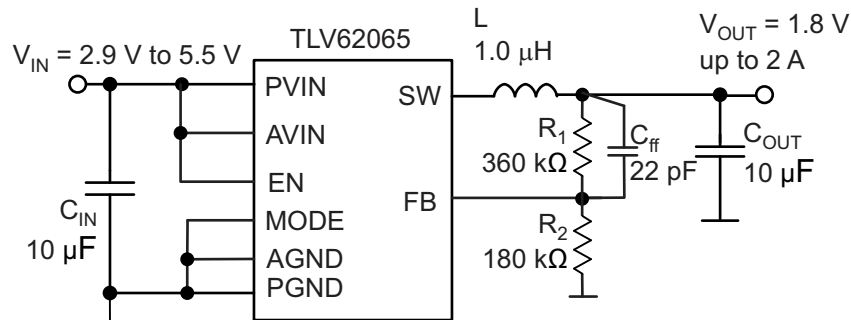 TLV62065
V_IN = 2.9 V to 5.5 V
L
1.0 μH
V_OUT = 1.8 V
up to 2 A
PVIN
SW
AVIN
EN
FB
MODE
AGND
PGND
C_IN
10 μF
R_1
360 kΩ
C_ff
22 pF
C_OUT
10 μF
R_2
180 kΩ